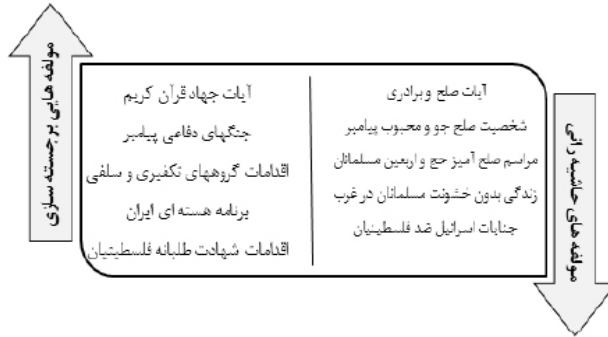 مولفه هایی برجسته سازی
آیات جهاد قرآن کریم
جنگهای دفاعی پیامبر
اقدامات گروههای تکفیری و سلفی
برنامه هسته ای ایران
اقدامات شهادت طلبانه فلسطینیان
آیات صلح و برادری
شخصیت صلح جو و محبوب پیامبر
مراسم صلح آمیز حج و اربعین مسلمانان
زندگی بدون خشونت مسلمانان در غرب
جنایات اسرائیل ضد فلسطینیان
مولفه های حاشیه رانی